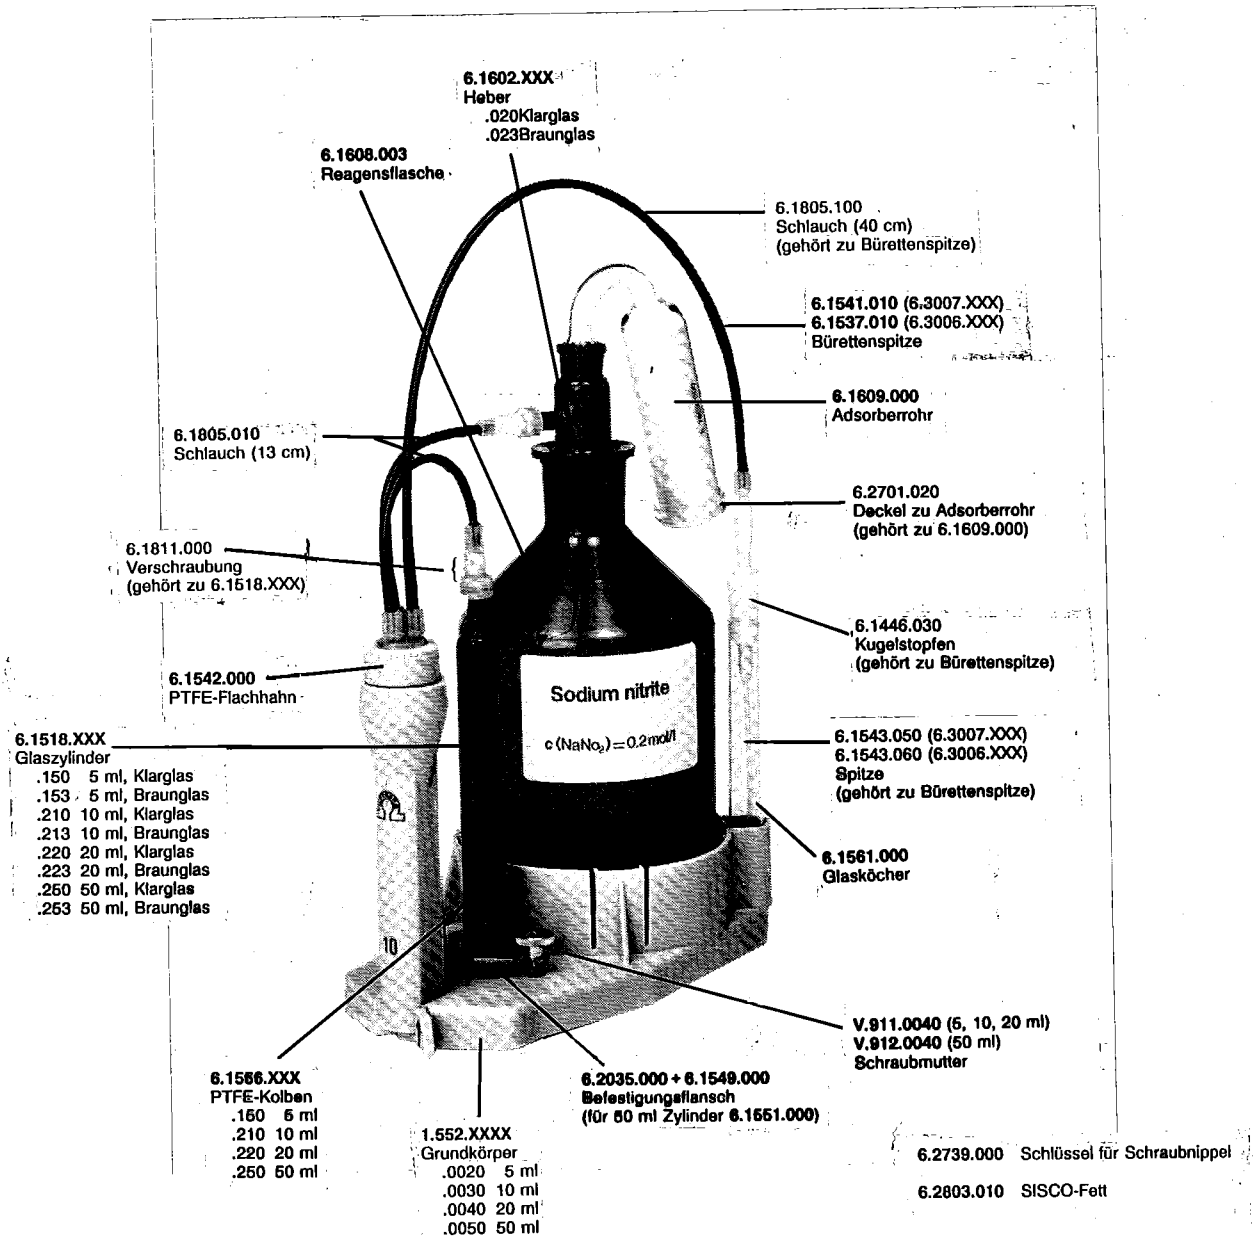 6.1602.XXX
Heber
.020Klarglas
.023Braunglas
6.1608.003
Reagensflasche
6.1805.100
Schlauch (40 cm)
(gehört zu Bürettenspitze)
6.1541.010 (6.3007.XXX)
6.1537.010 (6.3006.XXX)
Bürettenspitze
6.1609.000
Adsorberrohr
6.1805.010
Schlauch (13 cm)
6.2701.020
Deckel zu Adsorberrohr
(gehört zu 6.1609.000)
6.1811.000
Verschraubung
(gehört zu 6.1518.XXX)
6.1446.030
Kugelstopfen
(gehört zu Bürettenspitze)
6.1542.000
PTFE-Flachhahn
Sodium nitrite
c(NaNo₂)=0,2mol/l
6.1518.XXX
Glaszylinder
.150 5 ml, Klarglas
.153 5 ml, Braunglas
.210 10 ml, Klarglas
.213 10 ml, Braunglas
.220 20 ml, Klarglas
.223 20 ml, Braunglas
.250 50 ml, Klarglas
.253 50 ml, Braunglas
6.1543.050 (6.3007.XXX)
6.1543.060 (6.3006.XXX)
Spitze
(gehört zu Bürettenspitze)
6.1561.000
Glasköcher
10
V.911.0040 (5, 10, 20 ml)
V.912.0040 (50 ml)
Schraubmutter
6.1566.XXX
PTFE-Kolben
.150 5 ml
.210 10 ml
.220 20 ml
.250 50 ml
6.2035.000 + 6.1549.000
Befestigungsflansch
(für 50 ml Zylinder 6.1551.000)
1.552.XXXX
Grundkörper
.0020 5 ml
.0030 10 ml
.0040 20 ml
.0050 50 ml
6.2739.000 Schlüssel für Schraubnippel
6.2803.010 SISCO-Fett